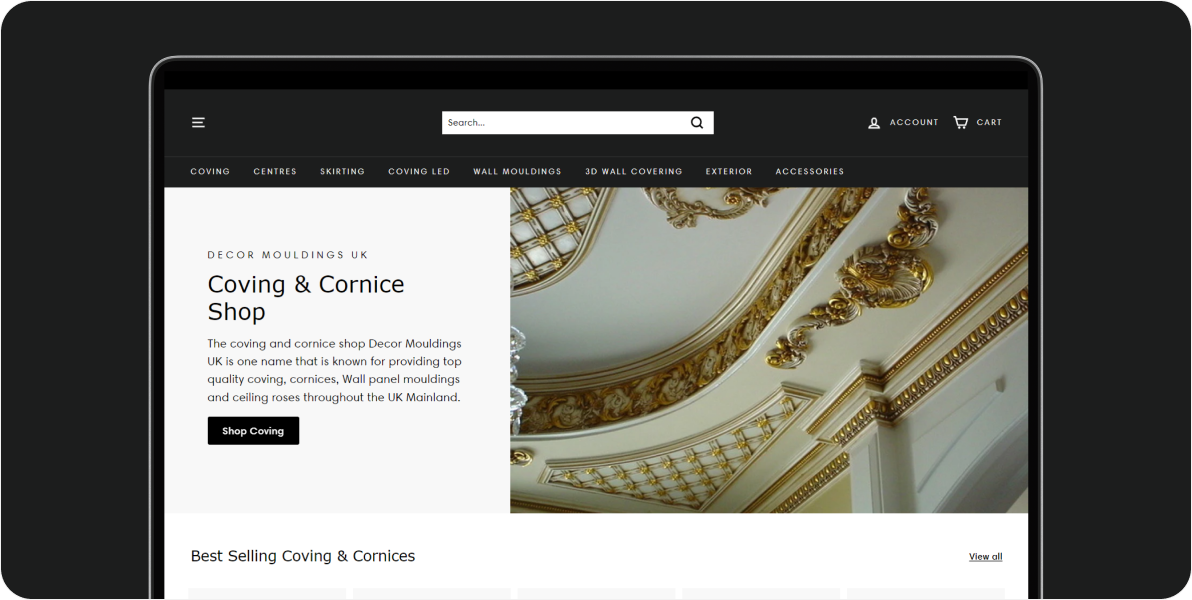 Search...
ACCOUNT
CART
COVING CENTRES SKIRTING COVING LED WALL MOULDINGS 3D WALL COVERING EXTERIOR ACCESSORIES
DECOR MOULDINGS UK
Coving & Cornice
Shop
The coving and cornice shop Decor Mouldings
UK is one name that is known for providing top
quality coving, cornices, Wall panel mouldings
and ceiling roses throughout the UK Mainland.
Shop Coving
Best Selling Coving & Cornices
View all